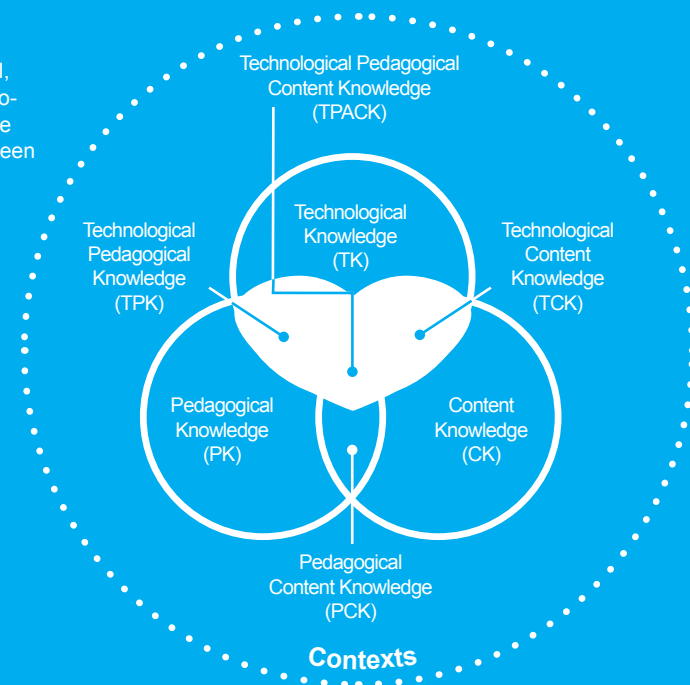 l,
o-
e
een
Technological Pedagogical
Content Knowledge
(TPACK)
Technological
Knowledge
(TK)
Technological
Pedagogical
Knowledge
(TPK)
Technological
Content
Knowledge
(TCK)
Pedagogical
Knowledge
(PK)
Content
Knowledge
(CK)
Pedagogical
Content Knowledge
(PCK)
Contexts